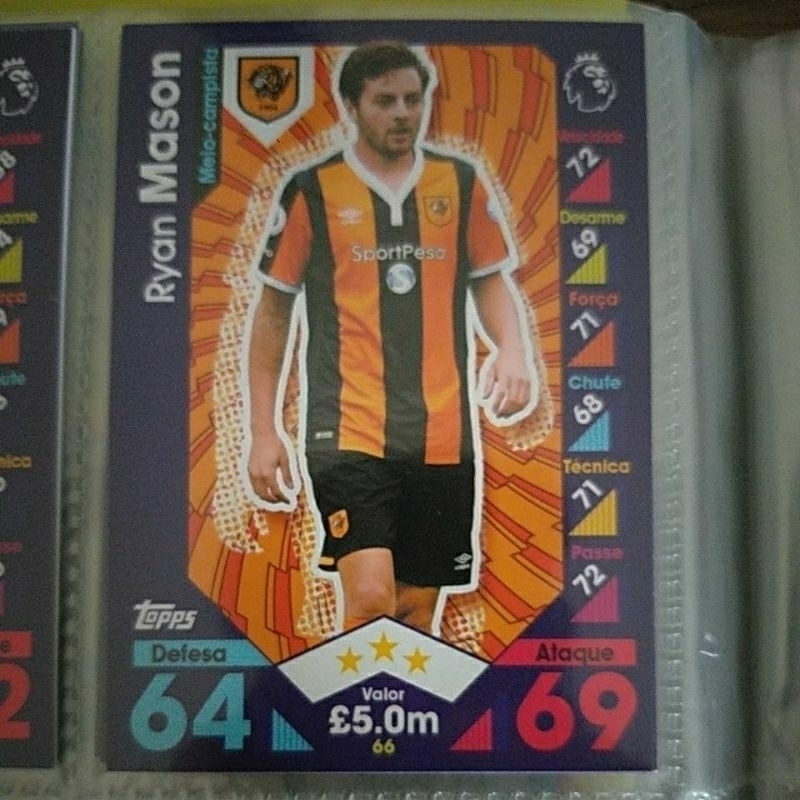 Ryan Mason
Meio-campista
1904
SportPesa
Velocidade
72
Desarme
69
Força
71
Chute
68
Técnica
71
Passe
72
Topps
Defesa
64
Valor
£5.0m
66
Ataque
69